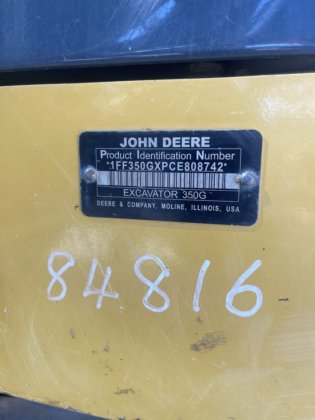 JOHN DEERE
Product Identification Number
*1FF350GXPCE808742*
EXCAVATOR 350G
DEERE & COMPANY, MOLINE, ILLINOIS, USA
84816